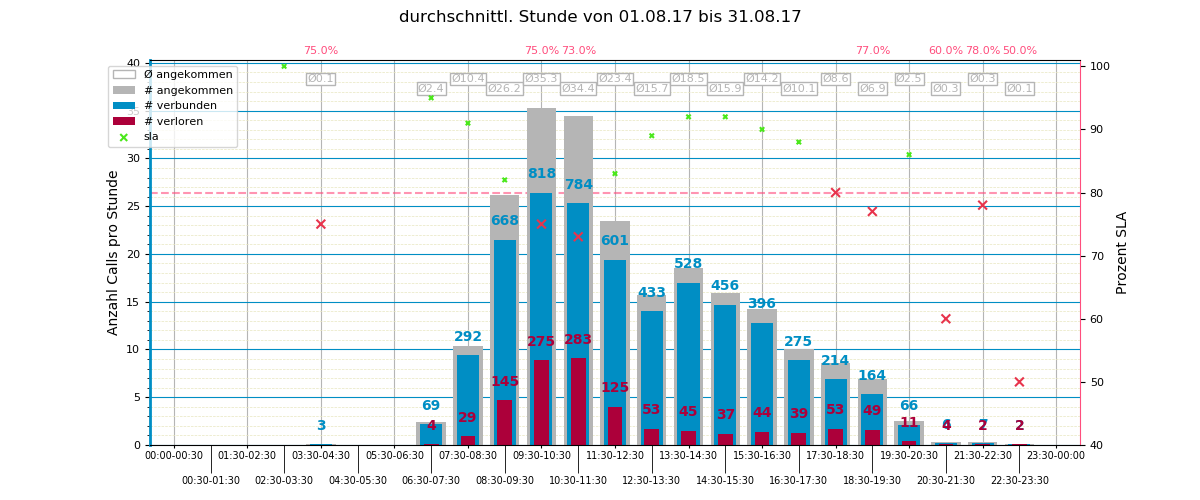 durchschnittl. Stunde von 01.08.17 bis 31.08.17
75.0% 75.0% 73.0% 77.0% 60.0% 78.0% 50.0%
Ø angekommen
# angekommen
# verbunden
# verloren
sla
Ø0.1 Ø10.4 Ø35.3 Ø23.4 Ø18.5 Ø14.2 Ø8.6 Ø2.5 Ø0.3
Ø2.4 Ø26.2 Ø34.4 Ø15.7 Ø15.9 Ø10.1 Ø6.9 Ø0.3 Ø0.1
Anzahl Calls pro Stunde
40
35
30
25
20
15
10
5
0
Prozent SLA
100
90
80
70
60
50
40
3 69 292 668 818 784 601 433 528 456 396 275 214 164 66
4 29 145 275 283 125 53 45 37 44 39 53 49 11 4 2 2
00:00-00:30 01:30-02:30 03:30-04:30 05:30-06:30 07:30-08:30 09:30-10:30 11:30-12:30 13:30-14:30 15:30-16:30 17:30-18:30 19:30-20:30 21:30-22:30 23:30-00:00
00:30-01:30 02:30-03:30 04:30-05:30 06:30-07:30 08:30-09:30 10:30-11:30 12:30-13:30 14:30-15:30 16:30-17:30 18:30-19:30 20:30-21:30 22:30-23:30